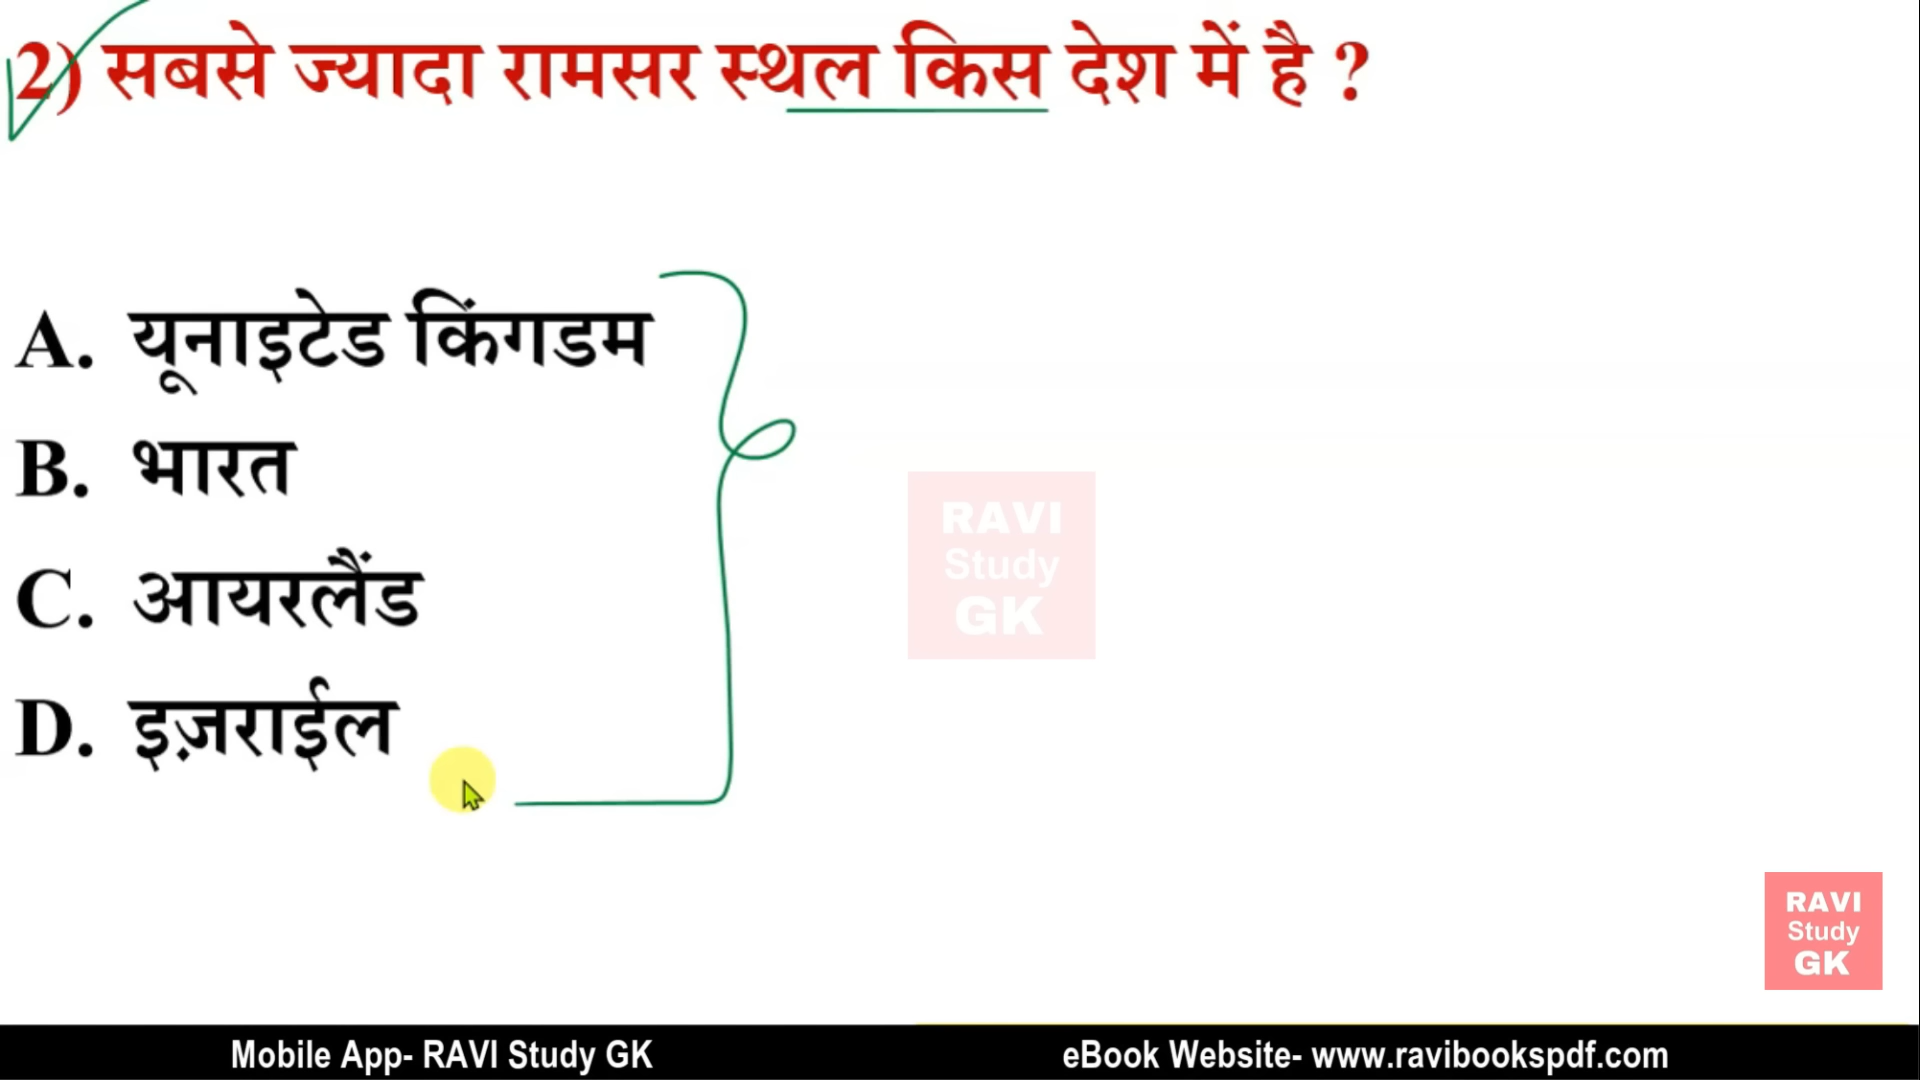 2) सबसे ज्यादा रामसर स्थल किस देश में है ?
A. यूनाइटेड किंगडम
B. भारत
C. आयरलैंड
D. इज़राईल
RAVI
Study
GK
RAVI
Study
GK
Mobile App- RAVI Study GK
eBook Website- www.ravibookspdf.com